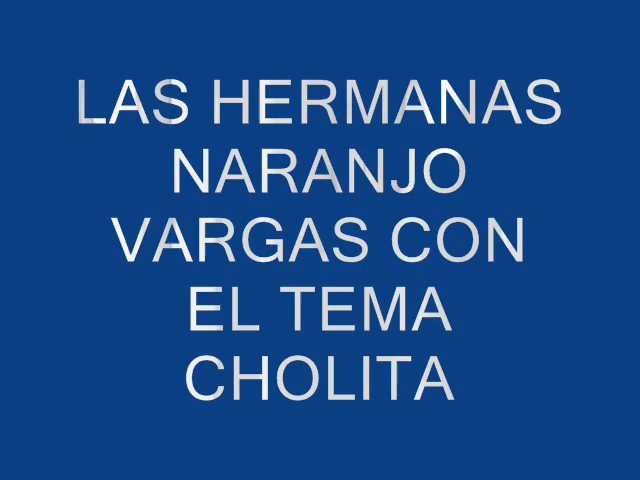 LAS HERMANAS
NARANJO
VARGAS CON
EL TEMA
CHOLITA